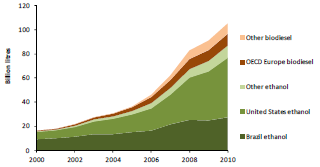 120
100
80
60
40
20
0
Billion litres
2000
2002
2004
2006
2008
2010
Other biodiesel
OECD Europe biodiesel
Other ethanol
United States ethanol
Brazil ethanol